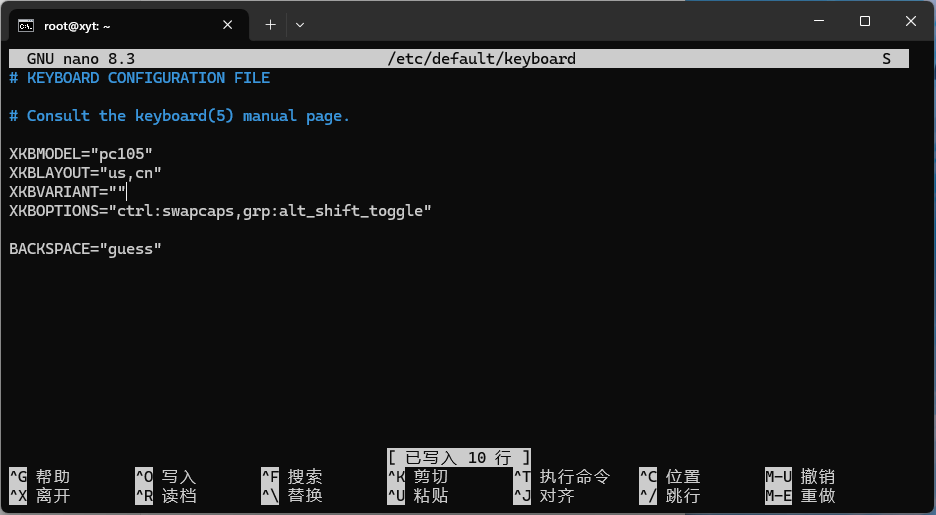 root@xyt: ~
GNU nano 8.3 /etc/default/keyboard S
# KEYBOARD CONFIGURATION FILE
# Consult the keyboard(5) manual page.
XKBMODEL="pc105"
XKBLAYOUT="us,cn"
XKBVARIANT=""
XKBOPTIONS="ctrl:swapcaps,grp:alt_shift_toggle"
BACKSPACE="guess"
[ 已写入 10 行 ]
^G 帮助 ^O 写入 ^F 搜索 ^K 剪切 ^T 执行命令 ^C 位置 M-U 撤销
^X 离开 ^R 读档 ^\ 替换 ^U 粘贴 ^J 对齐 ^/ 跳行 M-E 重做